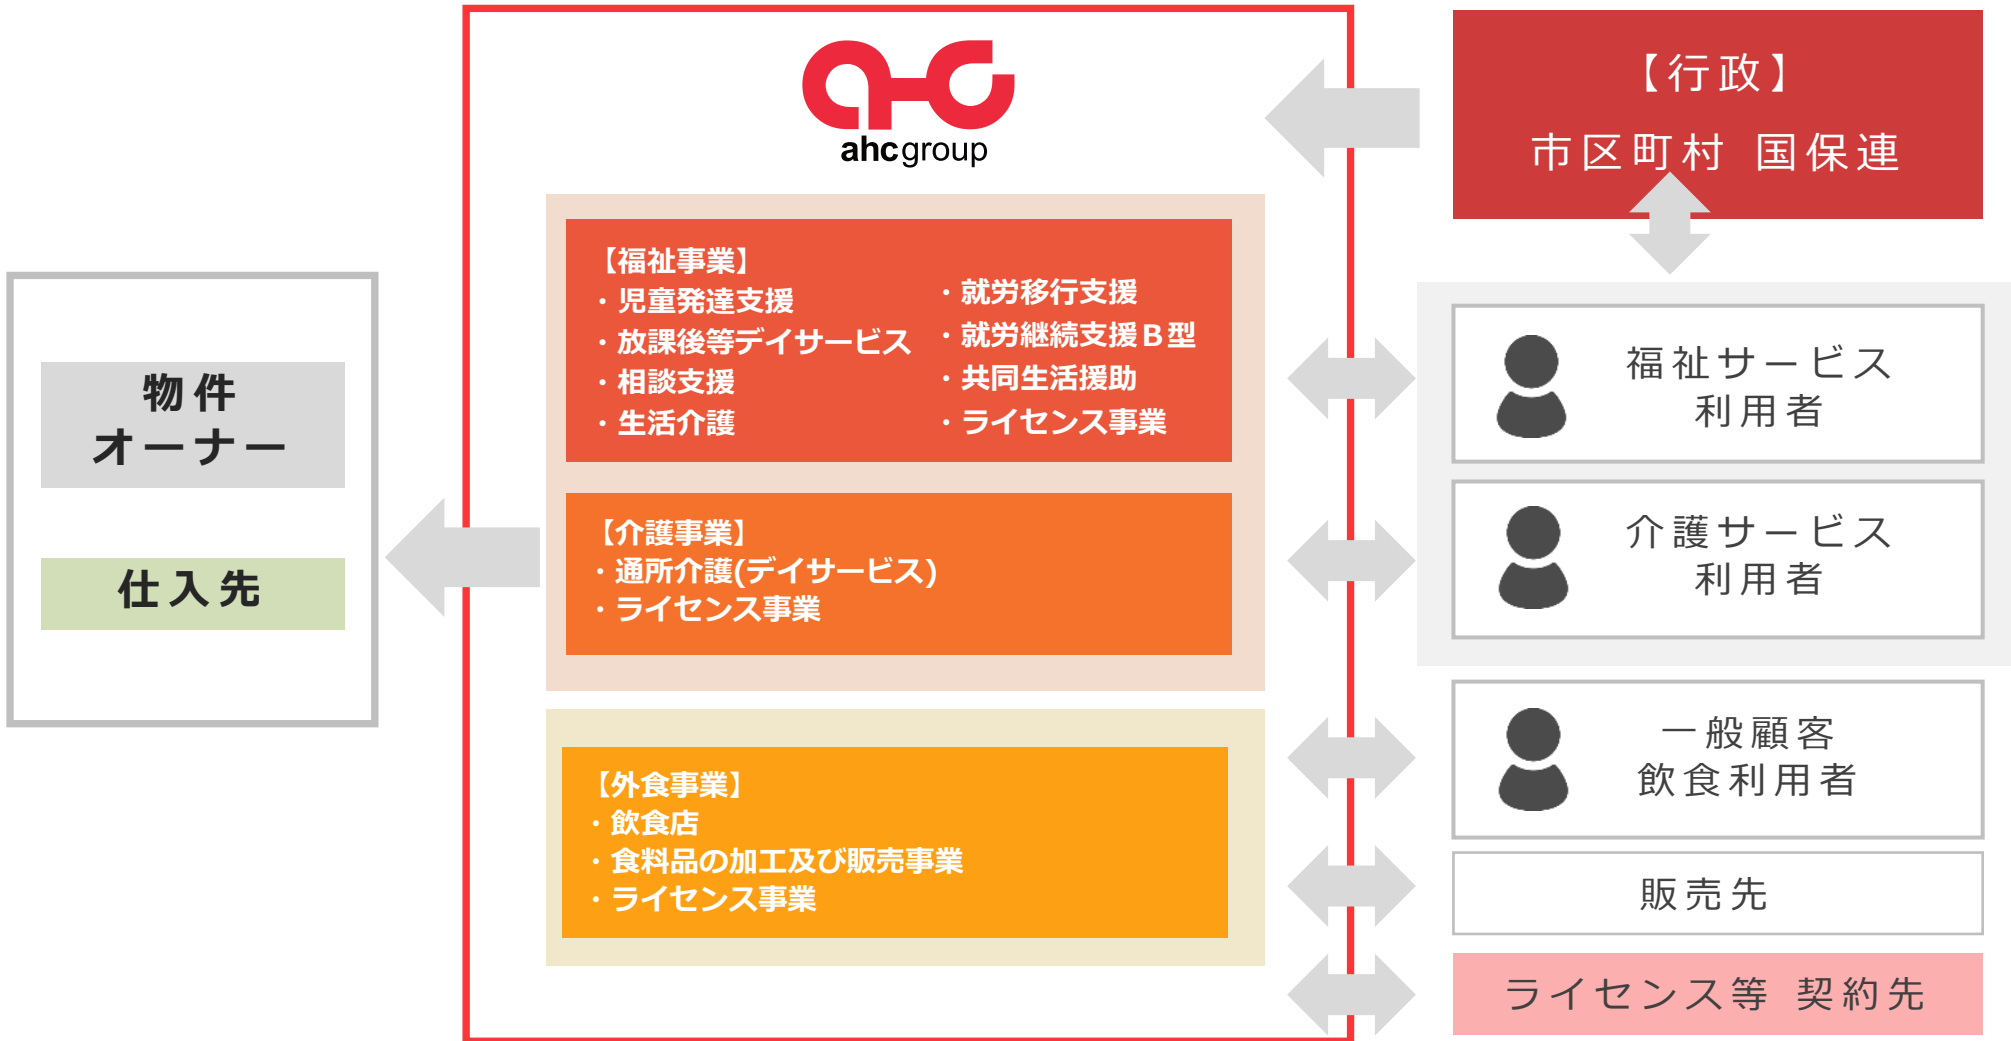 ahcgroup
【行政】
市区町村 国保連
【福祉事業】
・児童発達支援
・放課後等デイサービス
・相談支援
・生活介護
・就労移行支援
・就労継続支援B型
・共同生活援助
・ライセンス事業
福祉サービス
利用者
物件
オーナー
仕入先
【介護事業】
・通所介護(デイサービス)
・ライセンス事業
介護サービス
利用者
【外食事業】
・飲食店
・食料品の加工及び販売事業
・ライセンス事業
一般顧客
飲食利用者
販売先
ライセンス等 契約先